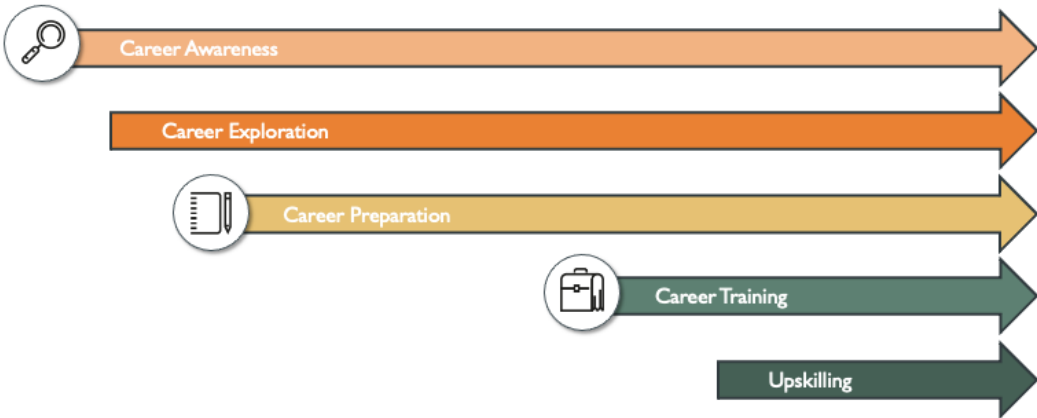 Career Awareness
Career Exploration
Career Preparation
Career Training
Upskilling